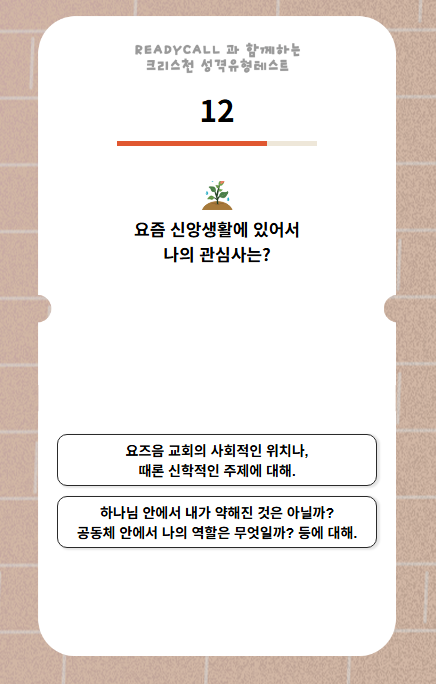 READYCALL 과 함께하는
크리스천 성격유형테스트
12
요즘 신앙생활에 있어서
나의 관심사는?
요즈음 교회의 사회적인 위치나,
때론 신학적인 주제에 대해.
하나님 안에서 내가 약해진 것은 아닐까?
공동체 안에서 나의 역할은 무엇일까? 등에 대해.